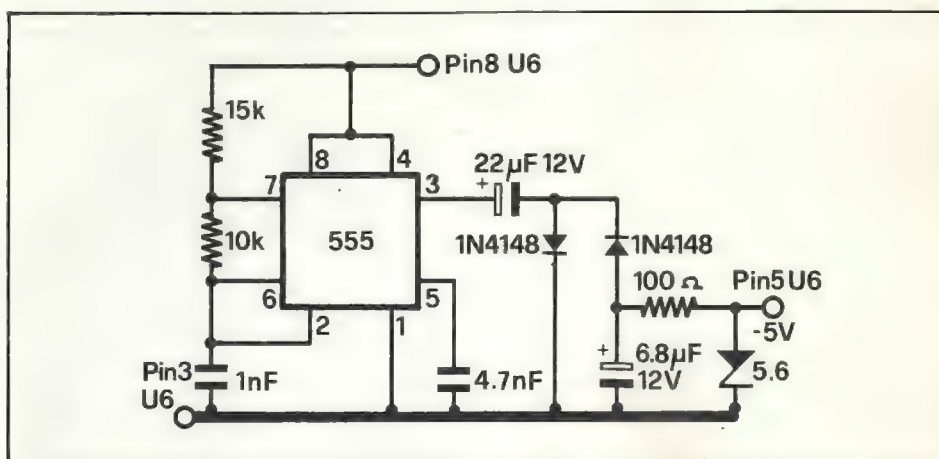 Pin8 U6
15k
8 4
7 3
22µF 12V
+
10k
555
1N4148
1N4148
100 Ω
Pin5 U6
-5V
6 5
2 1
Pin3
U6
1nF
4.7nF
+
6.8µF
12V
5.6